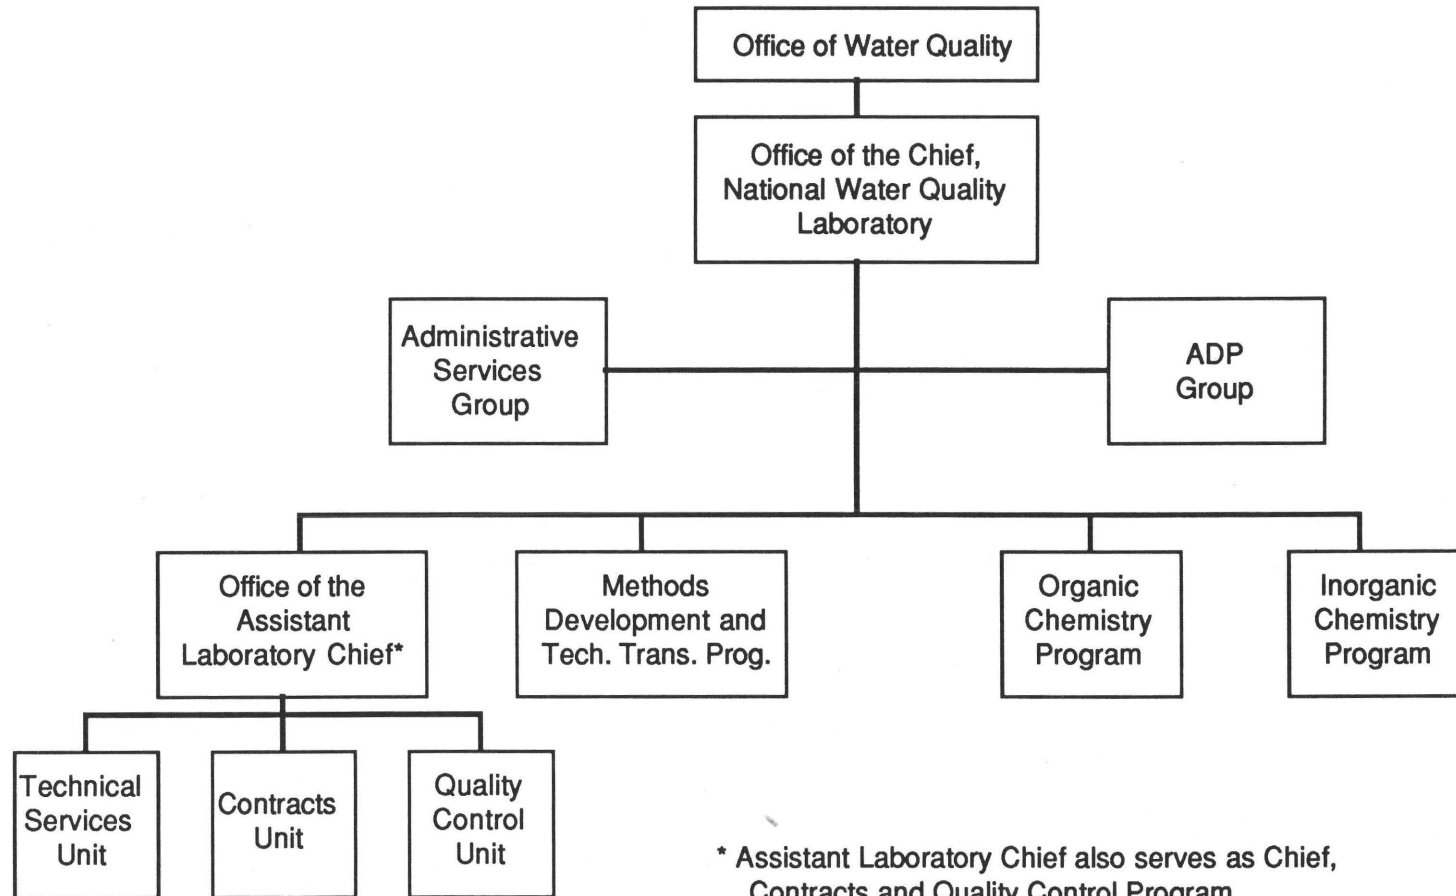 Office of Water Quality
Office of the Chief,
National Water Quality
Laboratory
Administrative
Services
Group
ADP
Group
Office of the
Assistant
Laboratory Chief*
Methods
Development and
Tech. Trans. Prog.
Organic
Chemistry
Program
Inorganic
Chemistry
Program
Technical
Services
Unit
Contracts
Unit
Quality
Control
Unit
* Assistant Laboratory Chief also serves as Chief,
Contracts and Quality Control Program